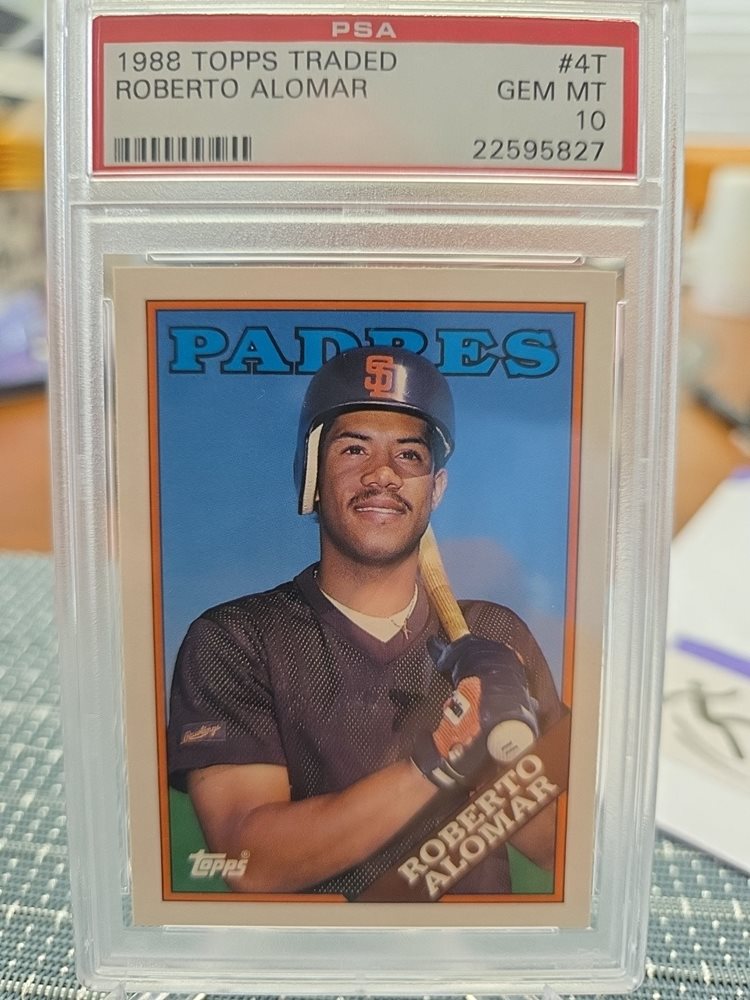 PSA
1988 TOPPS TRADED #4T
ROBERTO ALOMAR GEM MT
10
22595827
PADRES
SD
Rawlings
ROBERTO
ALOMAR
topps